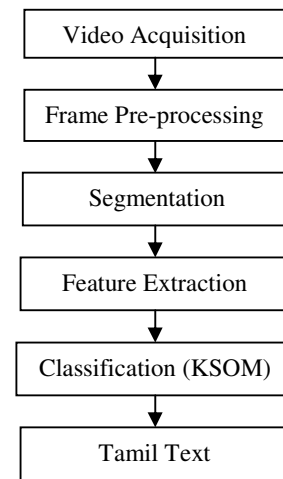 Video Acquisition
Frame Pre-processing
Segmentation
Feature Extraction
Classification (KSOM)
Tamil Text